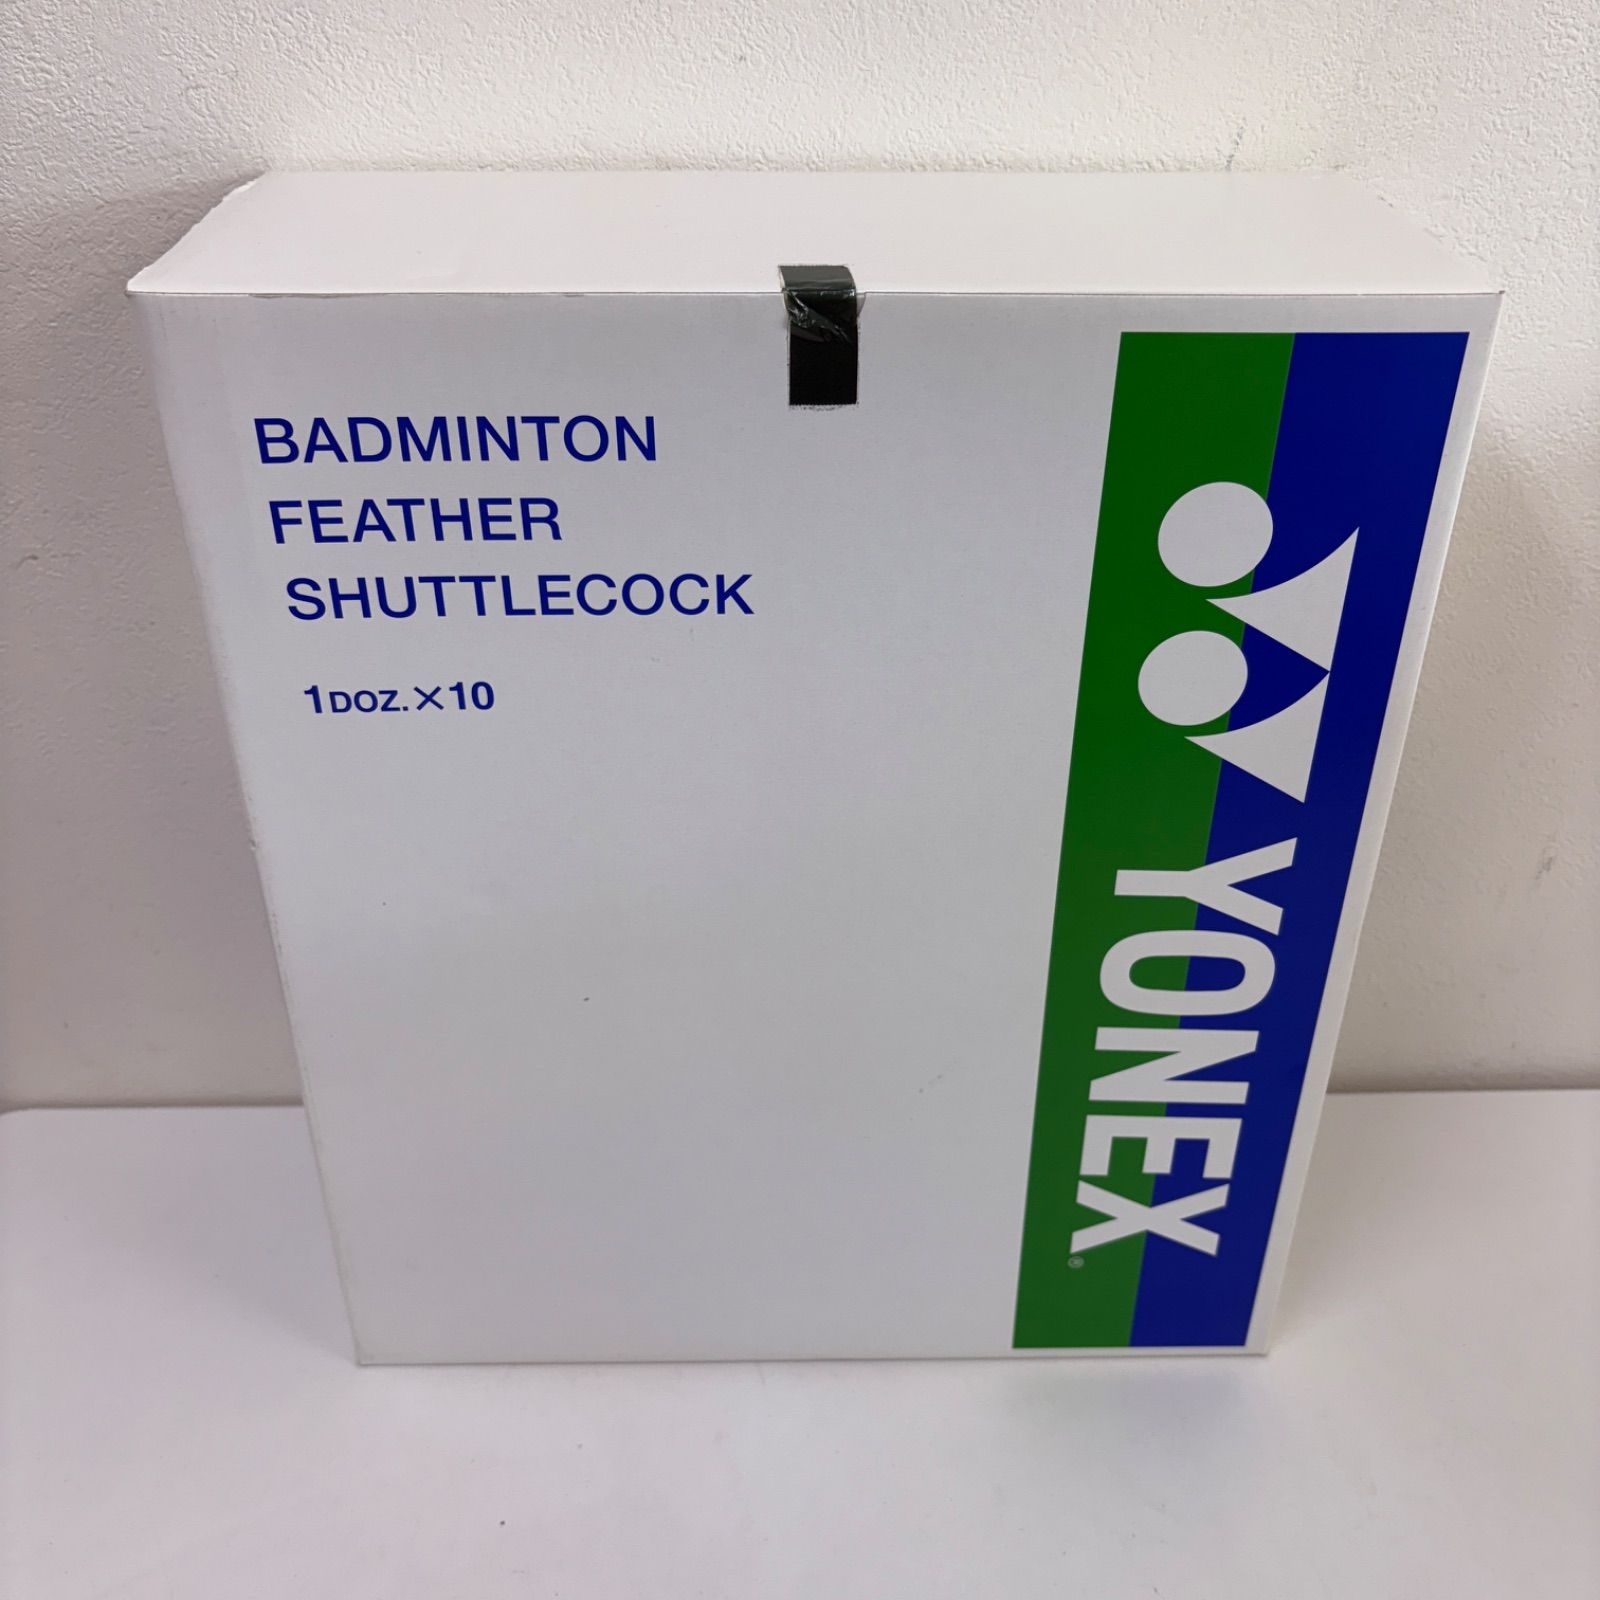 BADMINTON
FEATHER
SHUTTLECOCK
1DOZ.×10
YONEX®